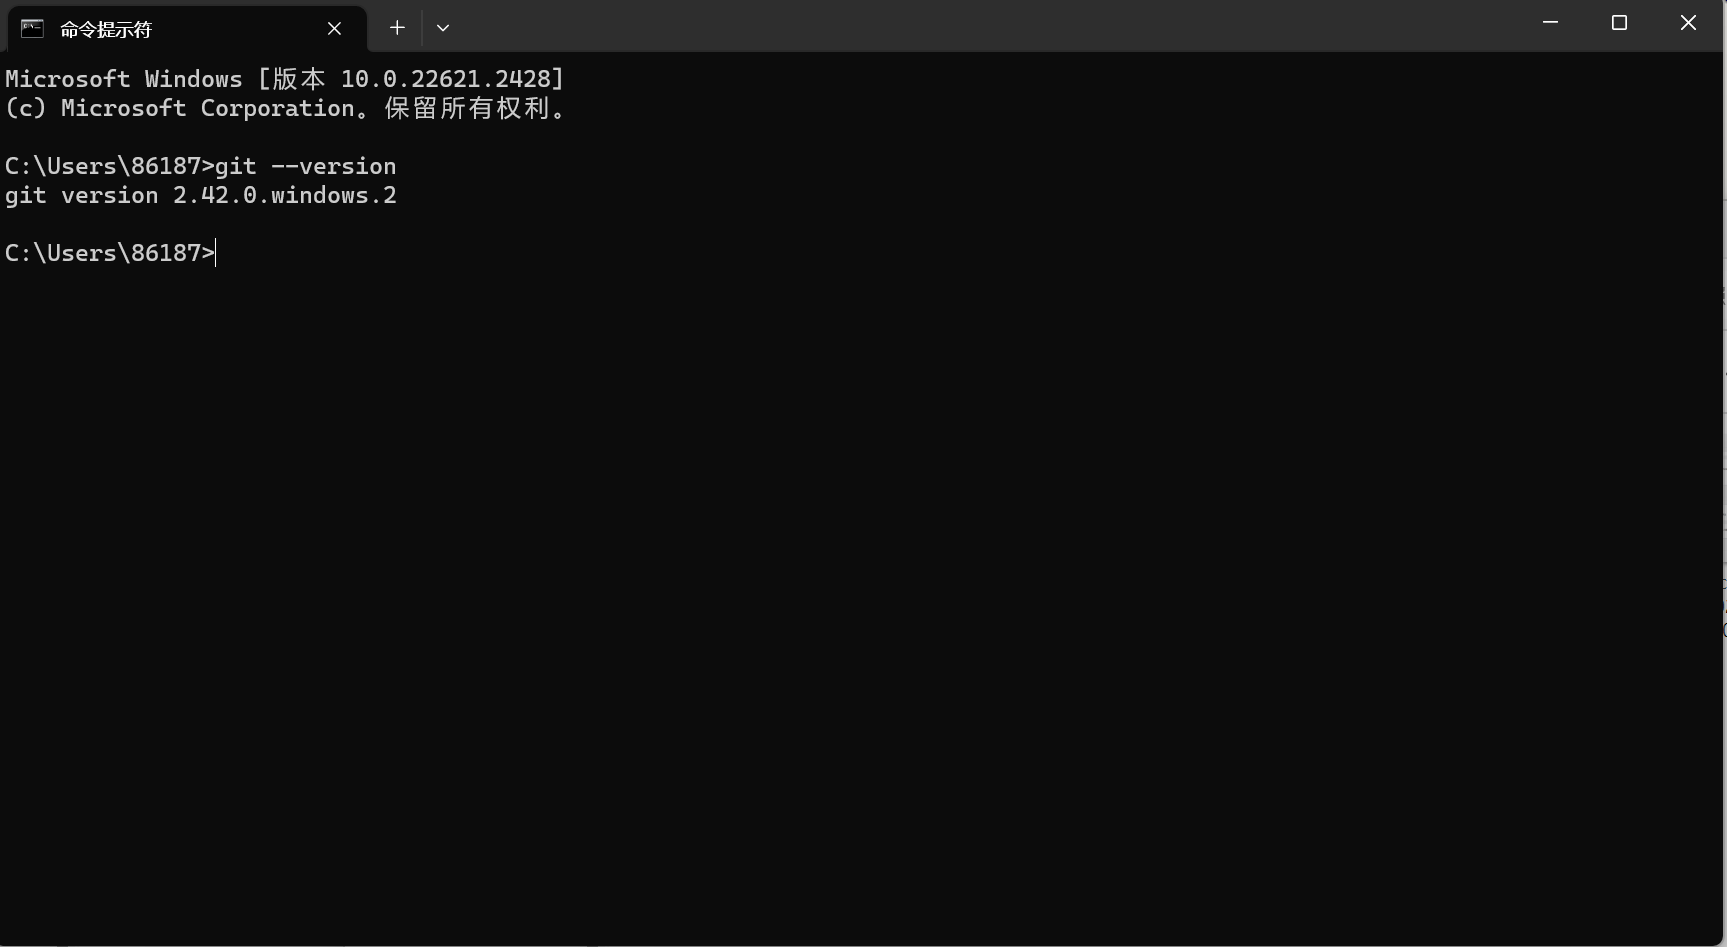 命令提示符
Microsoft Windows [版本 10.0.22621.2428]
(c) Microsoft Corporation。保留所有权利。
C:\Users\86187>git --version
git version 2.42.0.windows.2
C:\Users\86187>